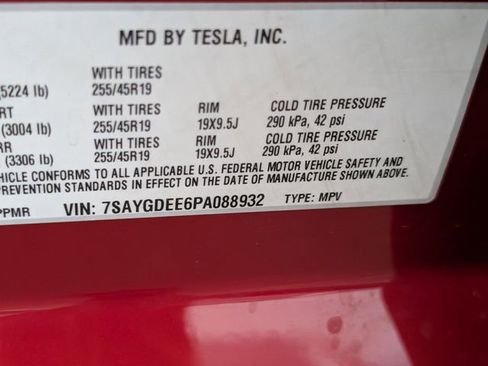 MFD BY TESLA, INC.
WITH TIRES
(5224 lb) 255/45R19
RT WITH TIRES RIM COLD TIRE PRESSURE
(3004 lb) 255/45R19 19X9.5J 290 kPa, 42 psi
RR WITH TIRES RIM COLD TIRE PRESSURE
(3306 lb) 255/45R19 19X9.5J 290 kPa, 42 psi
HICLE CONFORMS TO ALL APPLICABLE U.S. FEDERAL MOTOR VEHICLE SAFETY AND
PREVENTION STANDARDS IN EFFECT ON THE DATE OF MANUFACTURE SHOWN ABOVE.
PPMR VIN: 7SAYGDEE6PA088932 TYPE: MPV